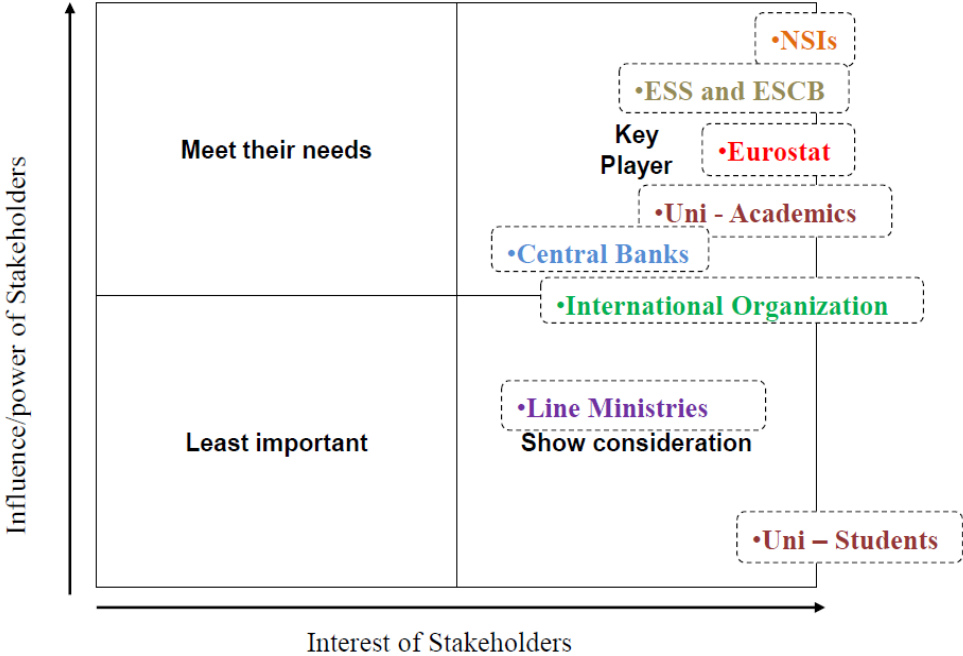 •NSIs
•ESS and ESCB
Meet their needs
Key
Player
•Eurostat
•Uni - Academics
•Central Banks
•International Organization
•Line Ministries
Least important
Show consideration
•Uni – Students
Influence/power of Stakeholders
Interest of Stakeholders